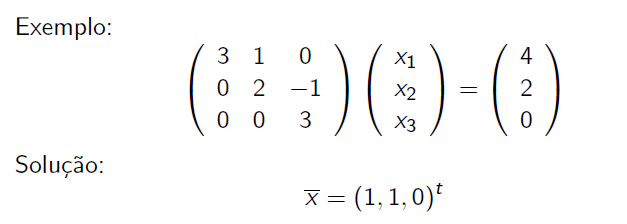 Exemplo:
3 1 0 x₁ 4
0 2 −1 x₂ = 2
0 0 3 x₃ 0
Solução:
x̅ = (1, 1, 0)ᵗ